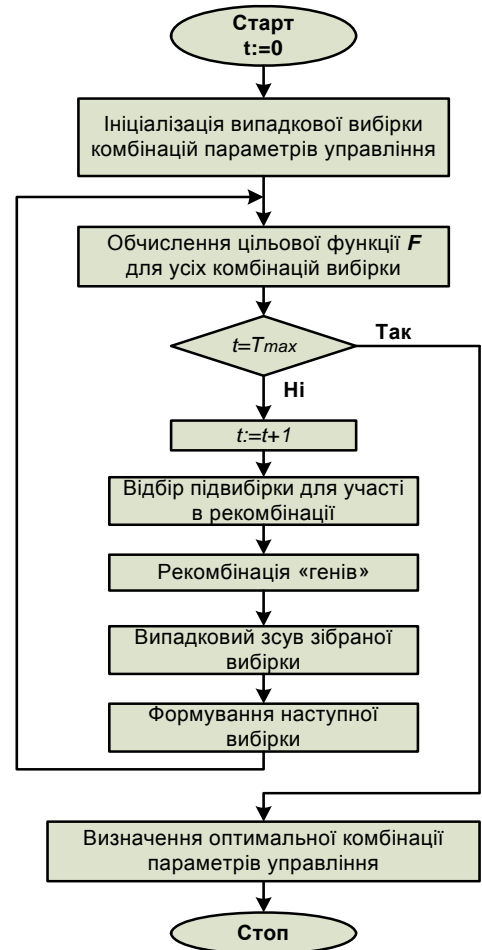 Старт
t:=0
Ініціалізація випадкової вибірки
комбінацій параметрів управління
Обчислення цільової функції F
для усіх комбінацій вибірки
t=Tmax
Так
Ні
t:=t+1
Відбір підвибірки для участі
в рекомбінації
Рекомбінація «генів»
Випадковий зсув зібраної
вибірки
Формування наступної
вибірки
Визначення оптимальної комбінації
параметрів управління
Стоп